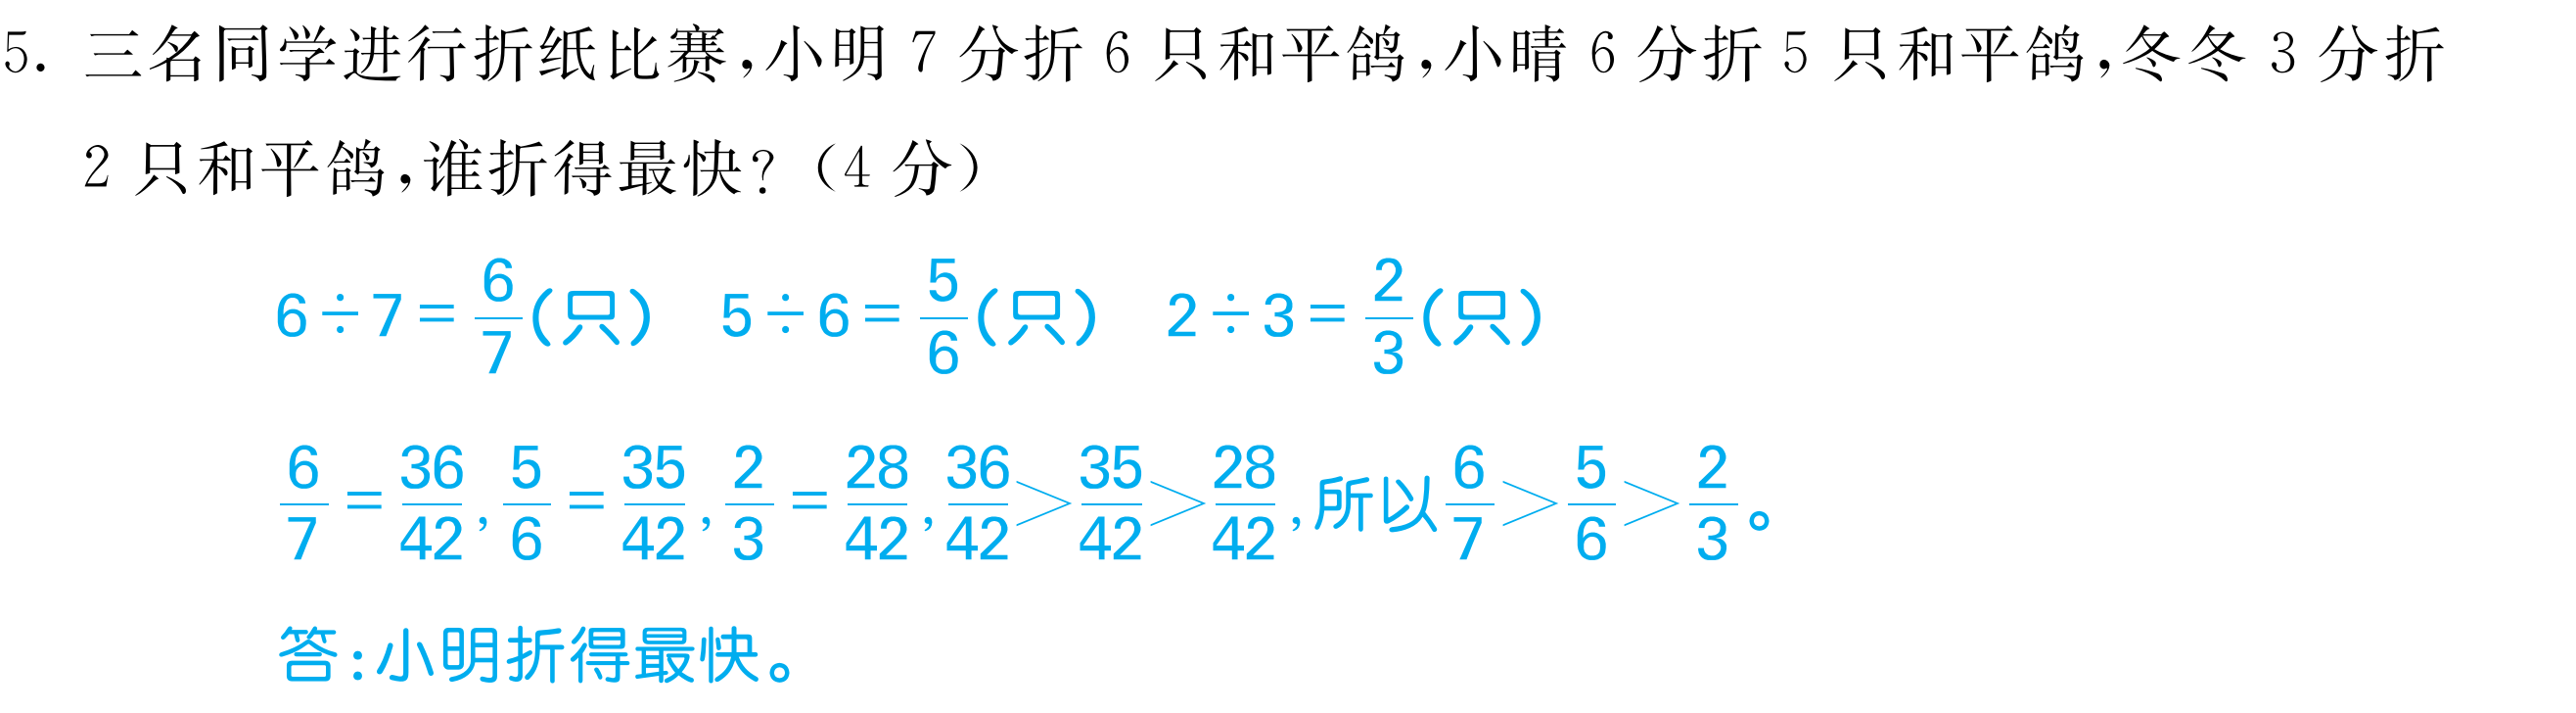 5. 三名同学进行折纸比赛,小明 7 分折 6 只和平鸽,小晴 6 分折 5 只和平鸽,冬冬 3 分折
2 只和平鸽,谁折得最快?(4 分)
6÷7=6/7(只) 5÷6=5/6(只) 2÷3=2/3(只)
6/7=36/42,5/6=35/42,2/3=28/42,36/42>35/42>28/42,所以6/7>5/6>2/3。
答:小明折得最快。